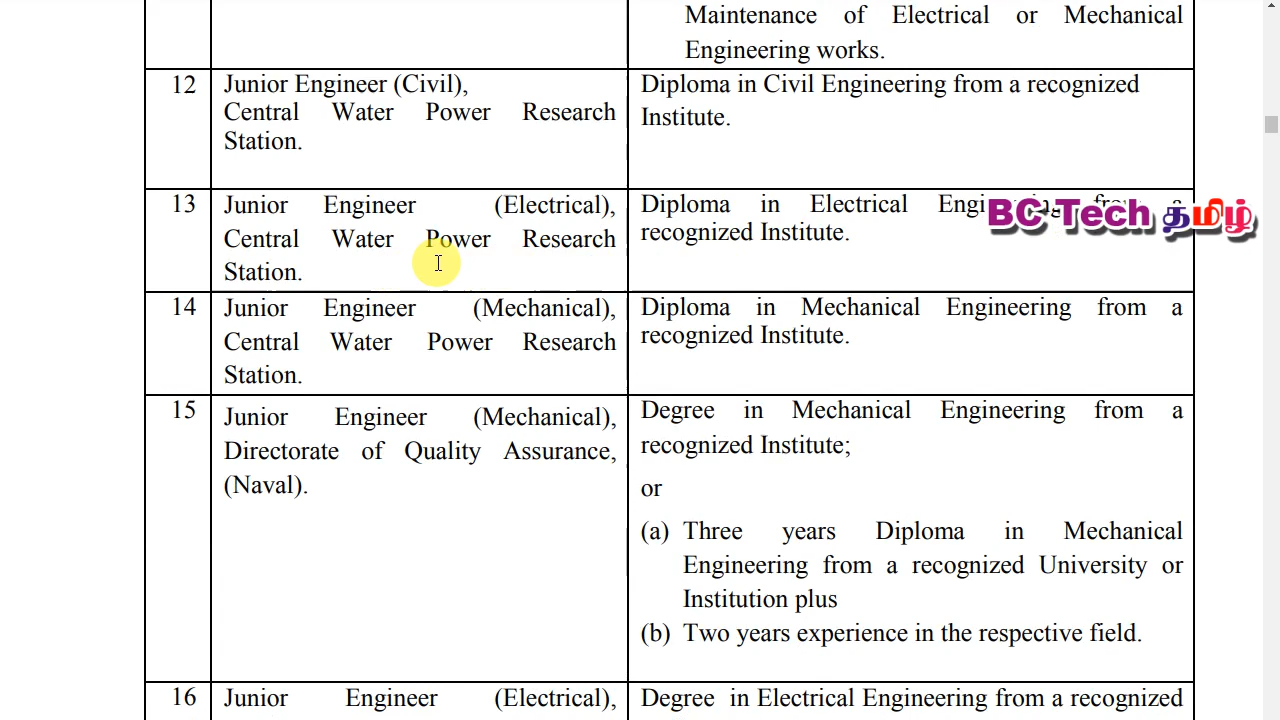 Maintenance of Electrical or Mechanical
Engineering works.
12
Junior Engineer (Civil),
Central Water Power Research
Station.
Diploma in Civil Engineering from a recognized
Institute.
13
Junior Engineer (Electrical),
Central Water Power Research
Station.
Diploma in Electrical Engineering from a
recognized Institute.
BC Tech தமிழ்
14
Junior Engineer (Mechanical),
Central Water Power Research
Station.
Diploma in Mechanical Engineering from a
recognized Institute.
15
Junior Engineer (Mechanical),
Directorate of Quality Assurance,
(Naval).
Degree in Mechanical Engineering from a
recognized Institute;
or
(a) Three years Diploma in Mechanical
Engineering from a recognized University or
Institution plus
(b) Two years experience in the respective field.
16
Junior Engineer (Electrical),
Degree in Electrical Engineering from a recognized